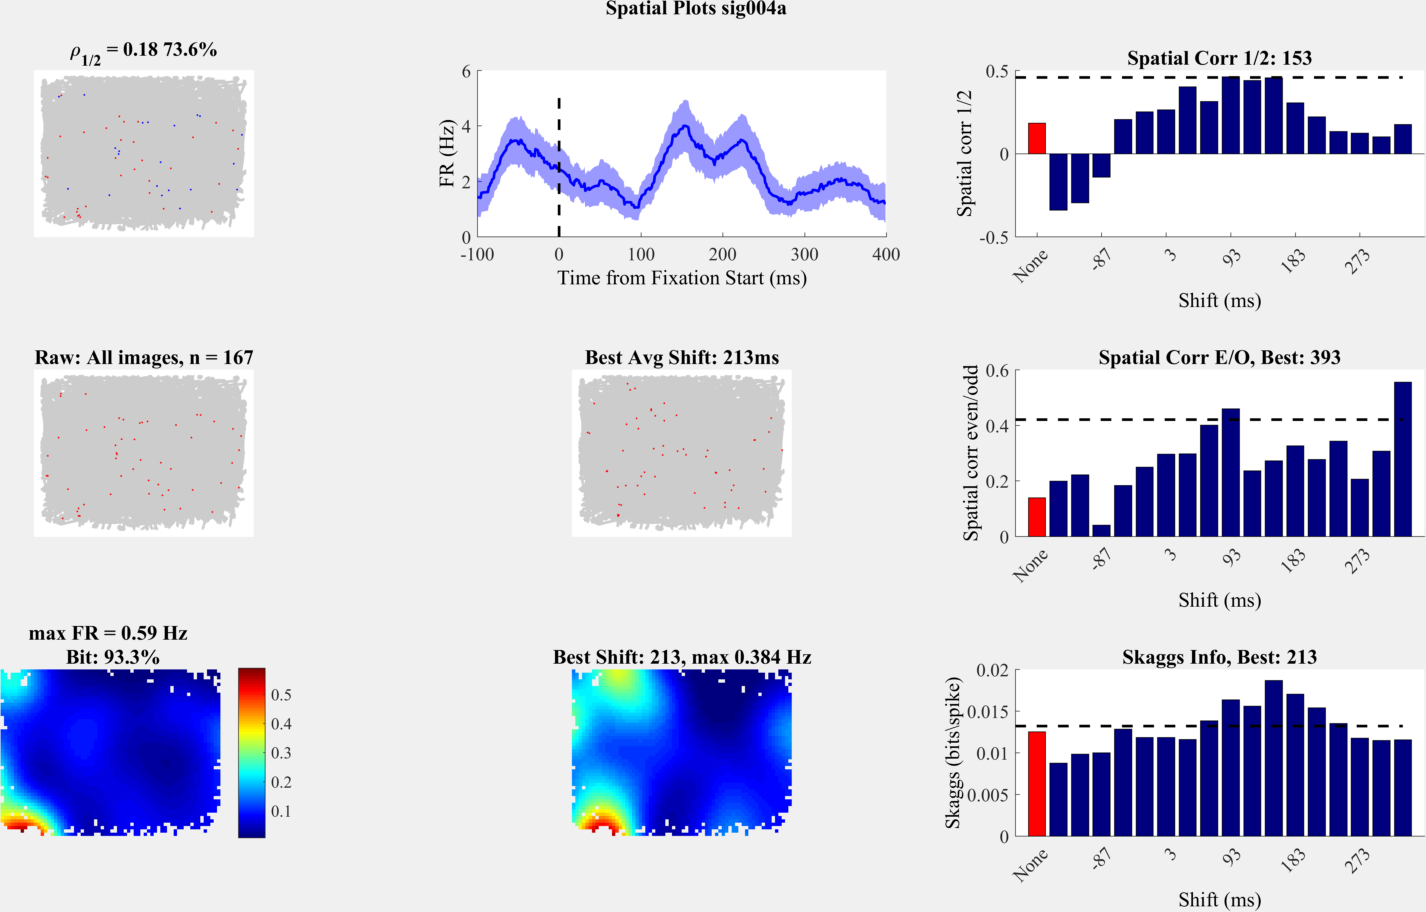 Spatial Plots sig004a
ρ1/2 = 0.18 73.6%
6
4
2
0
FR (Hz)
-100
0
100
200
300
400
Time from Fixation Start (ms)
Spatial Corr 1/2: 153
0.5
0
-0.5
Spatial corr 1/2
None
-87
3
93
183
273
Shift (ms)
Raw: All images, n = 167
Best Avg Shift: 213ms
Spatial Corr E/O, Best: 393
0.6
0.4
0.2
0
Spatial corr even/odd
None
-87
3
93
183
273
Shift (ms)
max FR = 0.59 Hz
Bit: 93.3%
0.5
0.4
0.3
0.2
0.1
Best Shift: 213, max 0.384 Hz
Skaggs Info, Best: 213
0.02
0.015
0.01
0.005
0
Skaggs (bits\spike)
None
-87
3
93
183
273
Shift (ms)